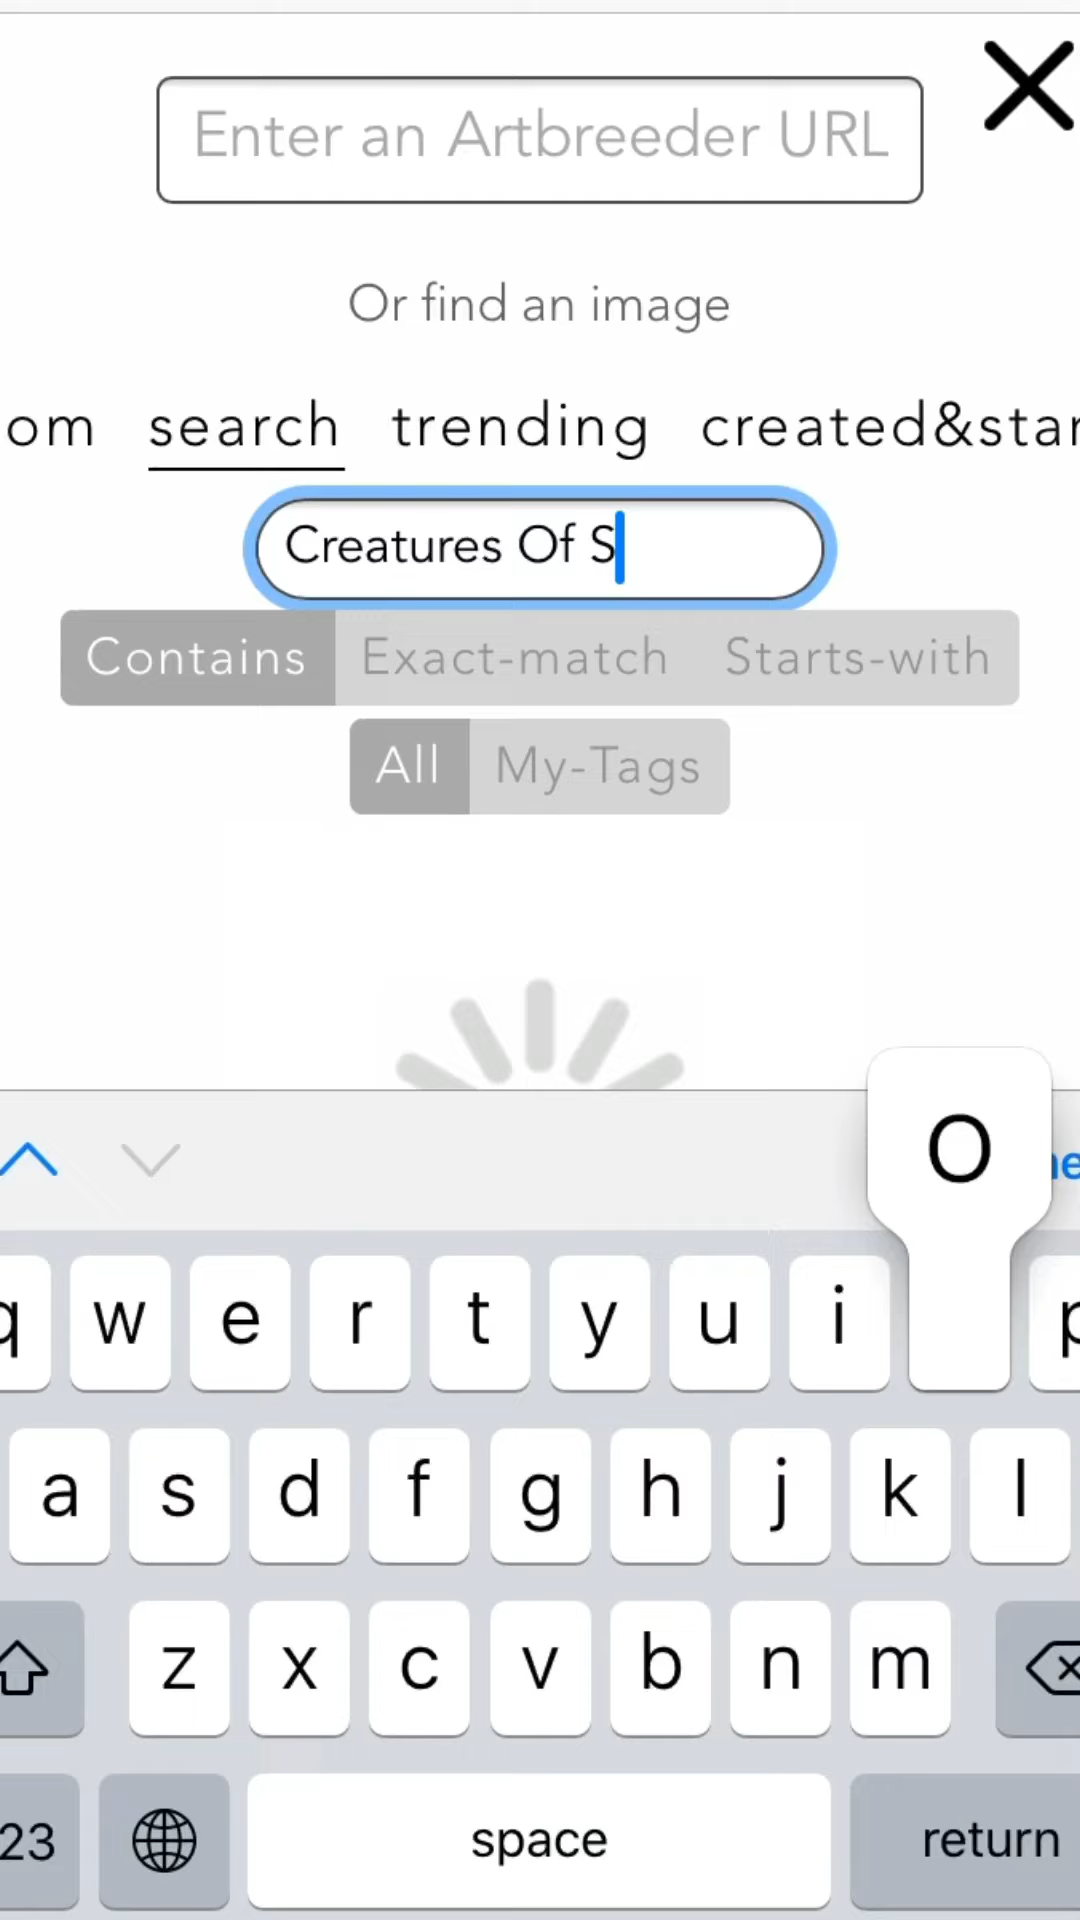 Enter an Artbreeder URL
Or find an image
om search trending created&star
Creatures Of S
Contains Exact-match Starts-with
All My-Tags
O
q w e r t y u i p
a s d f g h j k l
z x c v b n m
23 space return